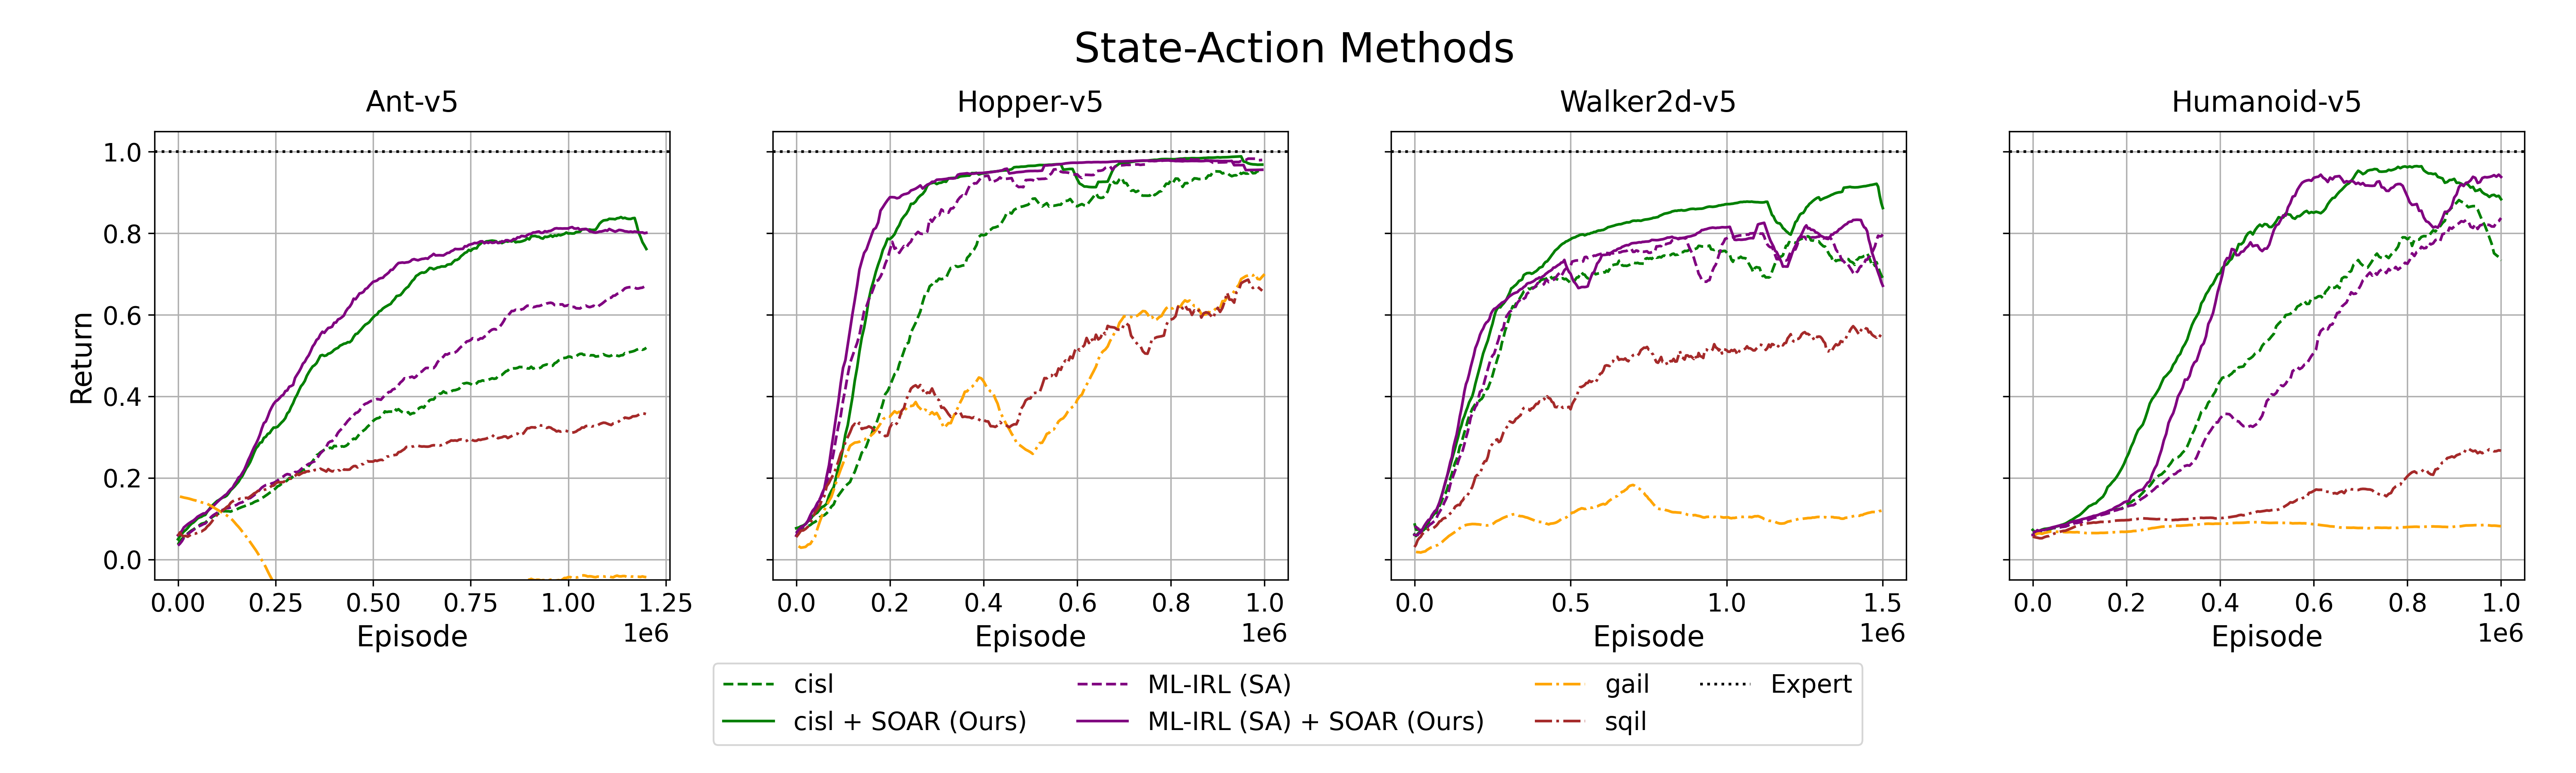 State-Action Methods
Ant-v5
Hopper-v5
Walker2d-v5
Humanoid-v5
Return
1.0
0.8
0.6
0.4
0.2
0.0
0.00 0.25 0.50 0.75 1.00 1.25
1e6
Episode
0.0 0.2 0.4 0.6 0.8 1.0
1e6
Episode
0.0 0.5 1.0 1.5
1e6
Episode
0.0 0.2 0.4 0.6 0.8 1.0
1e6
Episode
cisl
cisl + SOAR (Ours)
ML-IRL (SA)
ML-IRL (SA) + SOAR (Ours)
gail
sqil
Expert